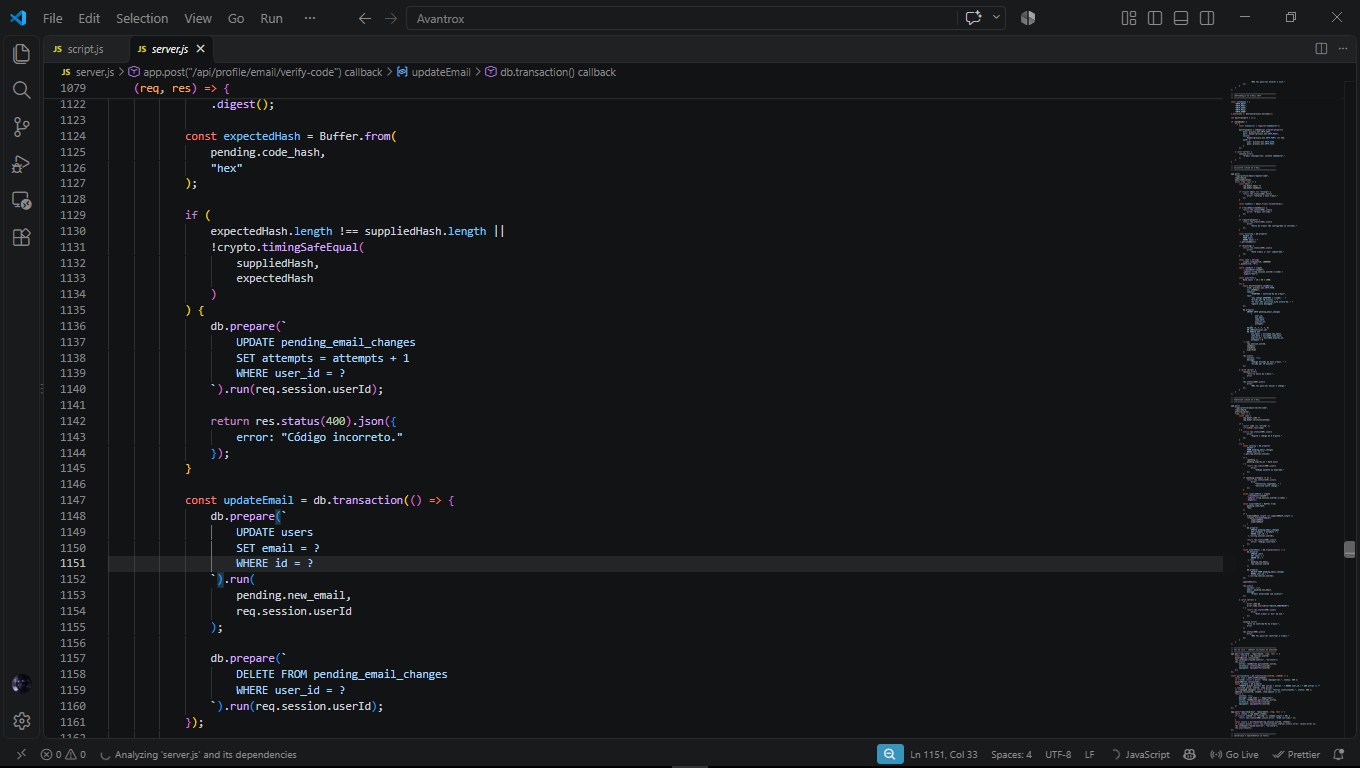 File Edit Selection View Go Run ··· Avantrox
JS script.js JS server.js
JS server.js > app.post("/api/profile/email/verify-code") callback > updateEmail > db.transaction() callback
1079 (req, res) => {
1122 .digest();
1123
1124 const expectedHash = Buffer.from(
1125 pending.code_hash,
1126 "hex"
1127 );
1128
1129 if (
1130 expectedHash.length !== suppliedHash.length ||
1131 !crypto.timingSafeEqual(
1132 suppliedHash,
1133 expectedHash
1134 )
1135 ) {
1136 db.prepare(`
1137 UPDATE pending_email_changes
1138 SET attempts = attempts + 1
1139 WHERE user_id = ?
1140 `).run(req.session.userId);
1141
1142 return res.status(400).json({
1143 error: "Código incorreto."
1144 });
1145 }
1146
1147 const updateEmail = db.transaction(() => {
1148 db.prepare(`
1149 UPDATE users
1150 SET email = ?
1151 WHERE id = ?
1152 `).run(
1153 pending.new_email,
1154 req.session.userId
1155 );
1156
1157 db.prepare(`
1158 DELETE FROM pending_email_changes
1159 WHERE user_id = ?
1160 `).run(req.session.userId);
1161 });
1162
0 0 Analyzing 'server.js' and its dependencies Ln 1151, Col 33 Spaces: 4 UTF-8 LF JavaScript Go Live Prettier